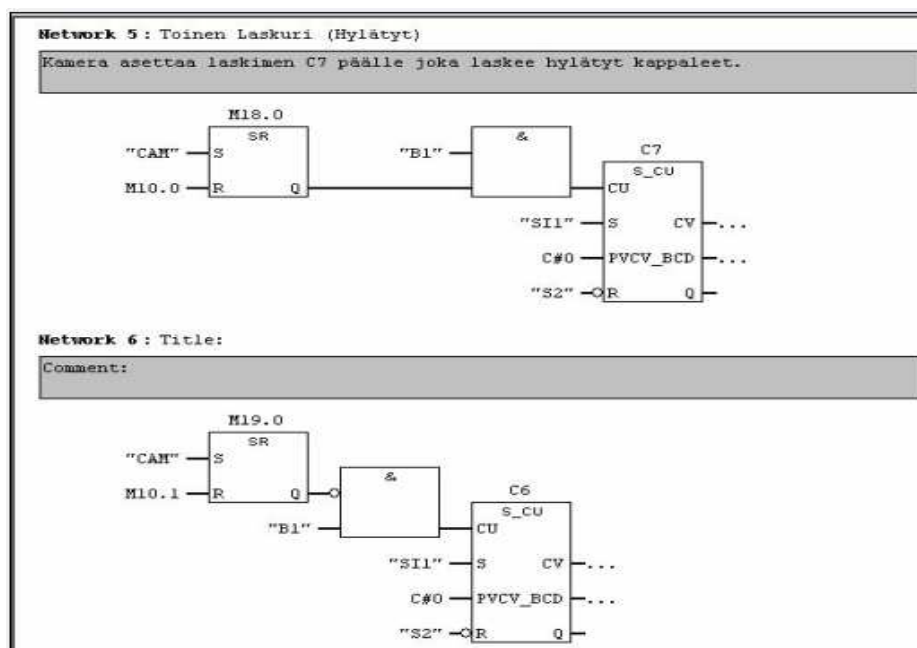 Network 5 : Toinen Laskuri (Hylätyt)
Kamera asettaa laskimen C7 päälle joka laskee hylätyt kappaleet.
M18.0
SR
"CAM" S
M10.0 R Q
"B1"
&
C7
S_CU
CU
"SI1" S CV ...
C#0 PVCV_BCD ...
"S2" R Q
Network 6 : Title:
Comment:
M19.0
SR
"CAM" S
M10.1 R Q
&
"B1"
C6
S_CU
CU
"SI1" S CV ...
C#0 PVCV_BCD ...
"S2" R Q